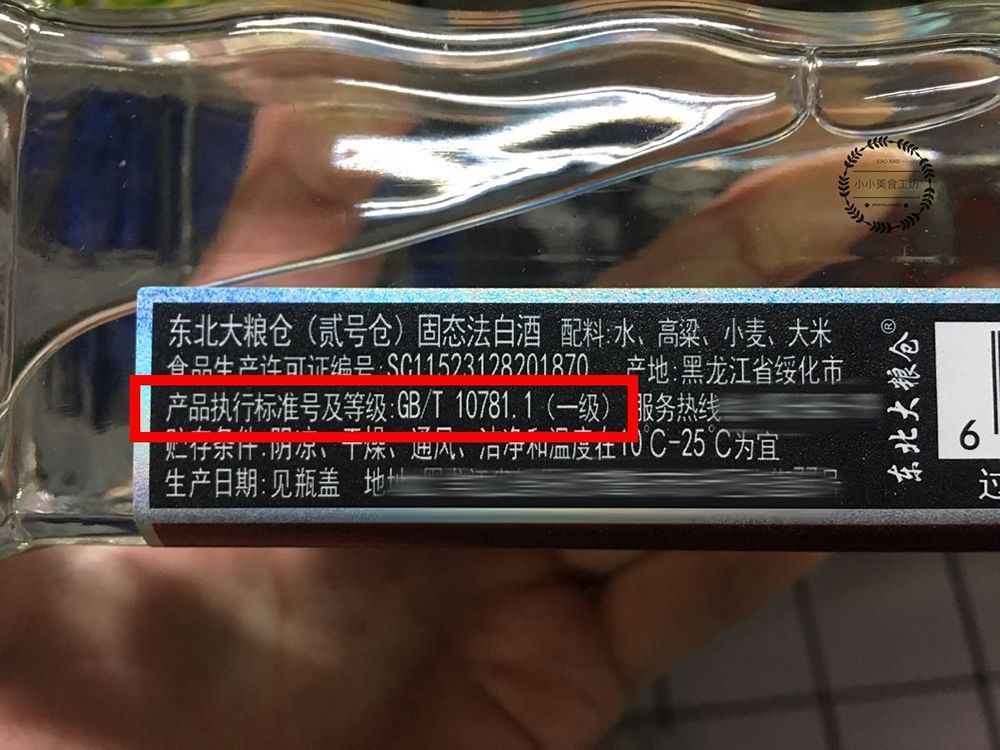 XIAO XIAO
小小美食工坊
东北大粮仓（贰号仓）固态法白酒 配料:水、高粱、小麦、大米
食品生产许可证编号:SC11523128201870 产地:黑龙江省绥化市
产品执行标准号及等级:GB/T 10781.1（一级） 服务热线
贮存条件:阴凉、干燥、通风、洁净和温度在10℃-25℃为宜
生产日期:见瓶盖 地
东北大粮仓®
6
过